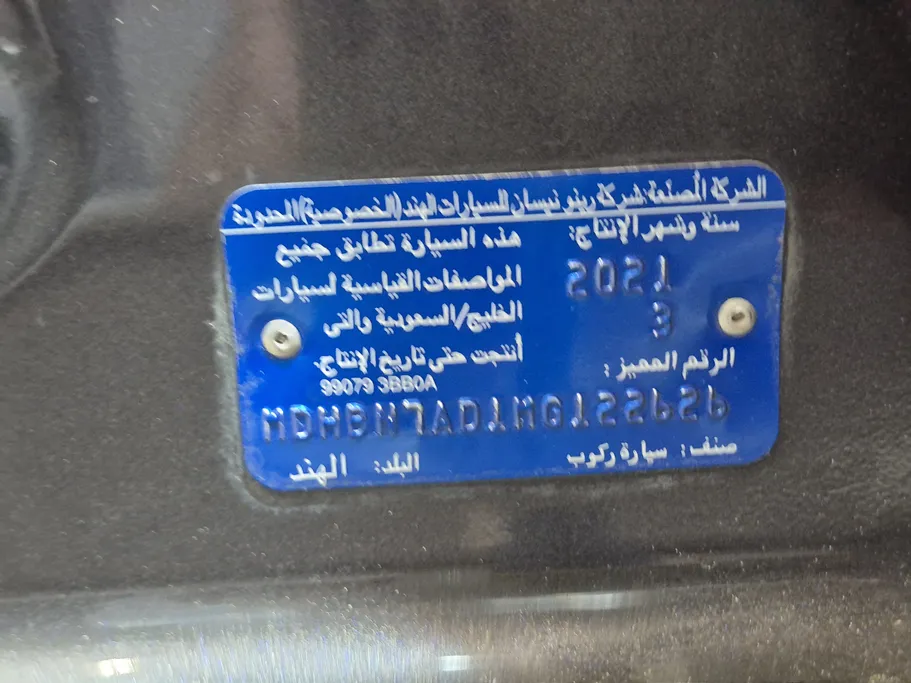 الشركة المصنعة: شركة رينو نيسان للسيارات الهند (الخصوصية) المحدودة
سنة وشهر الإنتاج:
2021
3
هذه السيارة تطابق جميع
المواصفات القياسية لسيارات
الخليج/السعودية والتي
أنتجت حتى تاريخ الإنتاج.
99079 3BB0A
الرقم المميز:
MDHBN7AD1MG122626
صنف: سيارة ركوب
البلد: الهند